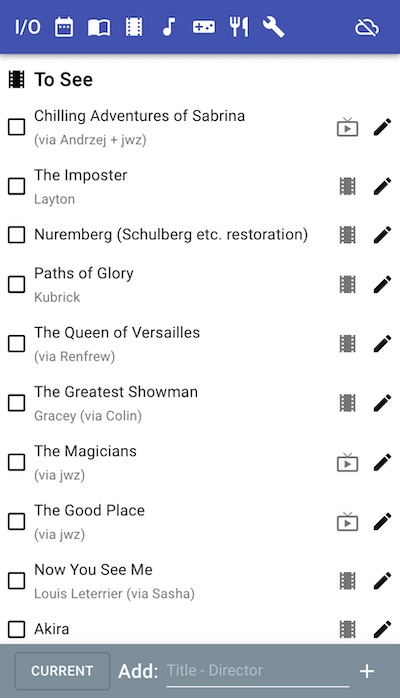 I/O
To See
Chilling Adventures of Sabrina
(via Andrzej + jwz)
The Imposter
Layton
Nuremberg (Schulberg etc. restoration)
Paths of Glory
Kubrick
The Queen of Versailles
(via Renfrew)
The Greatest Showman
Gracey (via Colin)
The Magicians
(via jwz)
The Good Place
(via jwz)
Now You See Me
Louis Leterrier (via Sasha)
Akira
CURRENT Add: Title - Director +